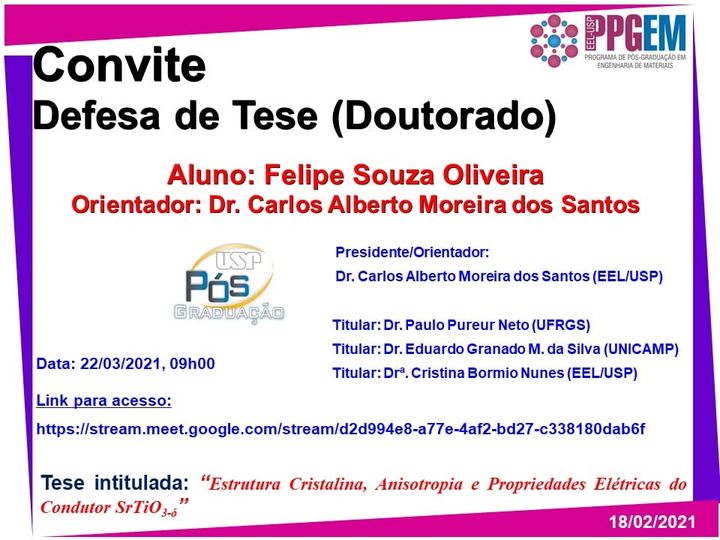 EEL-USP
PPGEM
PROGRAMA DE PÓS-GRADUAÇÃO EM
ENGENHARIA DE MATERIAIS
Convite
Defesa de Tese (Doutorado)
Aluno: Felipe Souza Oliveira
Orientador: Dr. Carlos Alberto Moreira dos Santos
USP
Pós
GRADUAÇÃO
Presidente/Orientador:
Dr. Carlos Alberto Moreira dos Santos (EEL/USP)
Titular: Dr. Paulo Pureur Neto (UFRGS)
Titular: Dr. Eduardo Granado M. da Silva (UNICAMP)
Titular: Drª. Cristina Bormio Nunes (EEL/USP)
Data: 22/03/2021, 09h00
Link para acesso:
https://stream.meet.google.com/stream/d2d994e8-a77e-4af2-bd27-c338180dab6f
Tese intitulada: “Estrutura Cristalina, Anisotropia e Propriedades Elétricas do
Condutor SrTiO3-δ”
18/02/2021